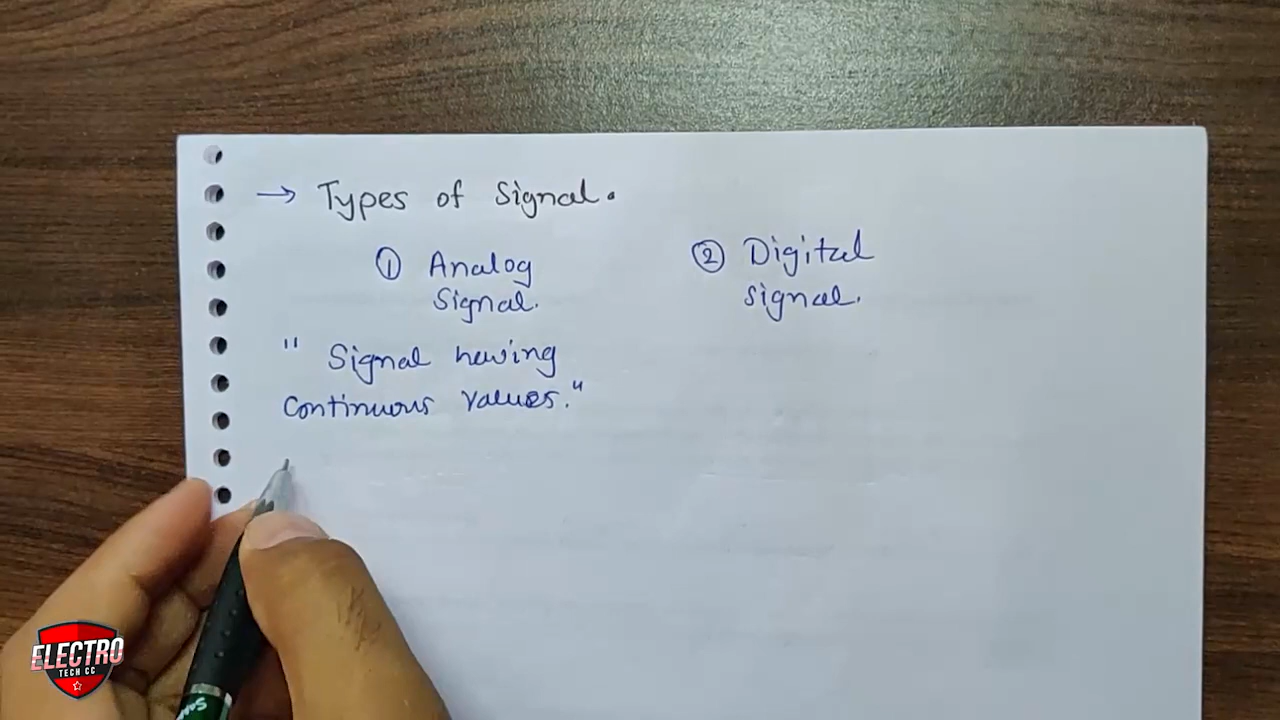 → Types of Signal.
① Analog
Signal.
② Digital
signal.
" Signal having
continuous values."
ELECTRO
TECH CC